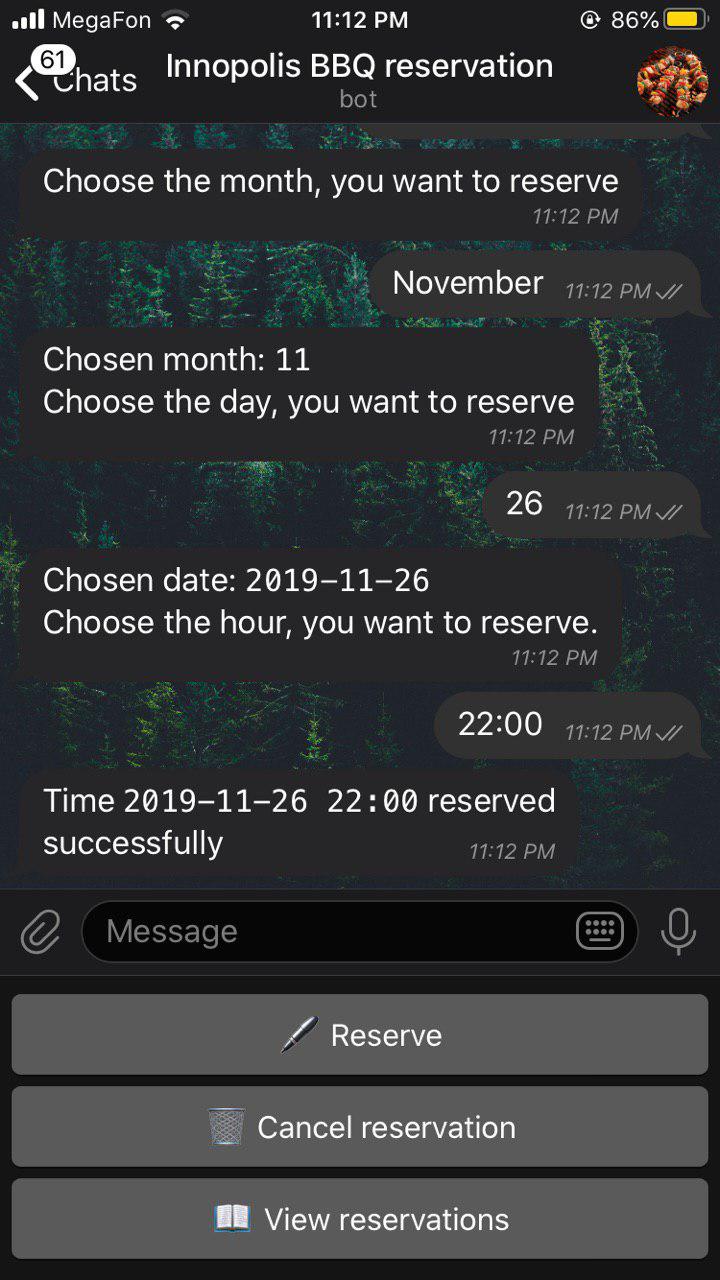 MegaFon 11:12 PM 86%
61
Chats Innopolis BBQ reservation
bot
Choose the month, you want to reserve
11:12 PM
November 11:12 PM
Chosen month: 11
Choose the day, you want to reserve
11:12 PM
26 11:12 PM
Chosen date: 2019-11-26
Choose the hour, you want to reserve.
11:12 PM
22:00 11:12 PM
Time 2019-11-26 22:00 reserved
successfully 11:12 PM
Message
Reserve
Cancel reservation
View reservations